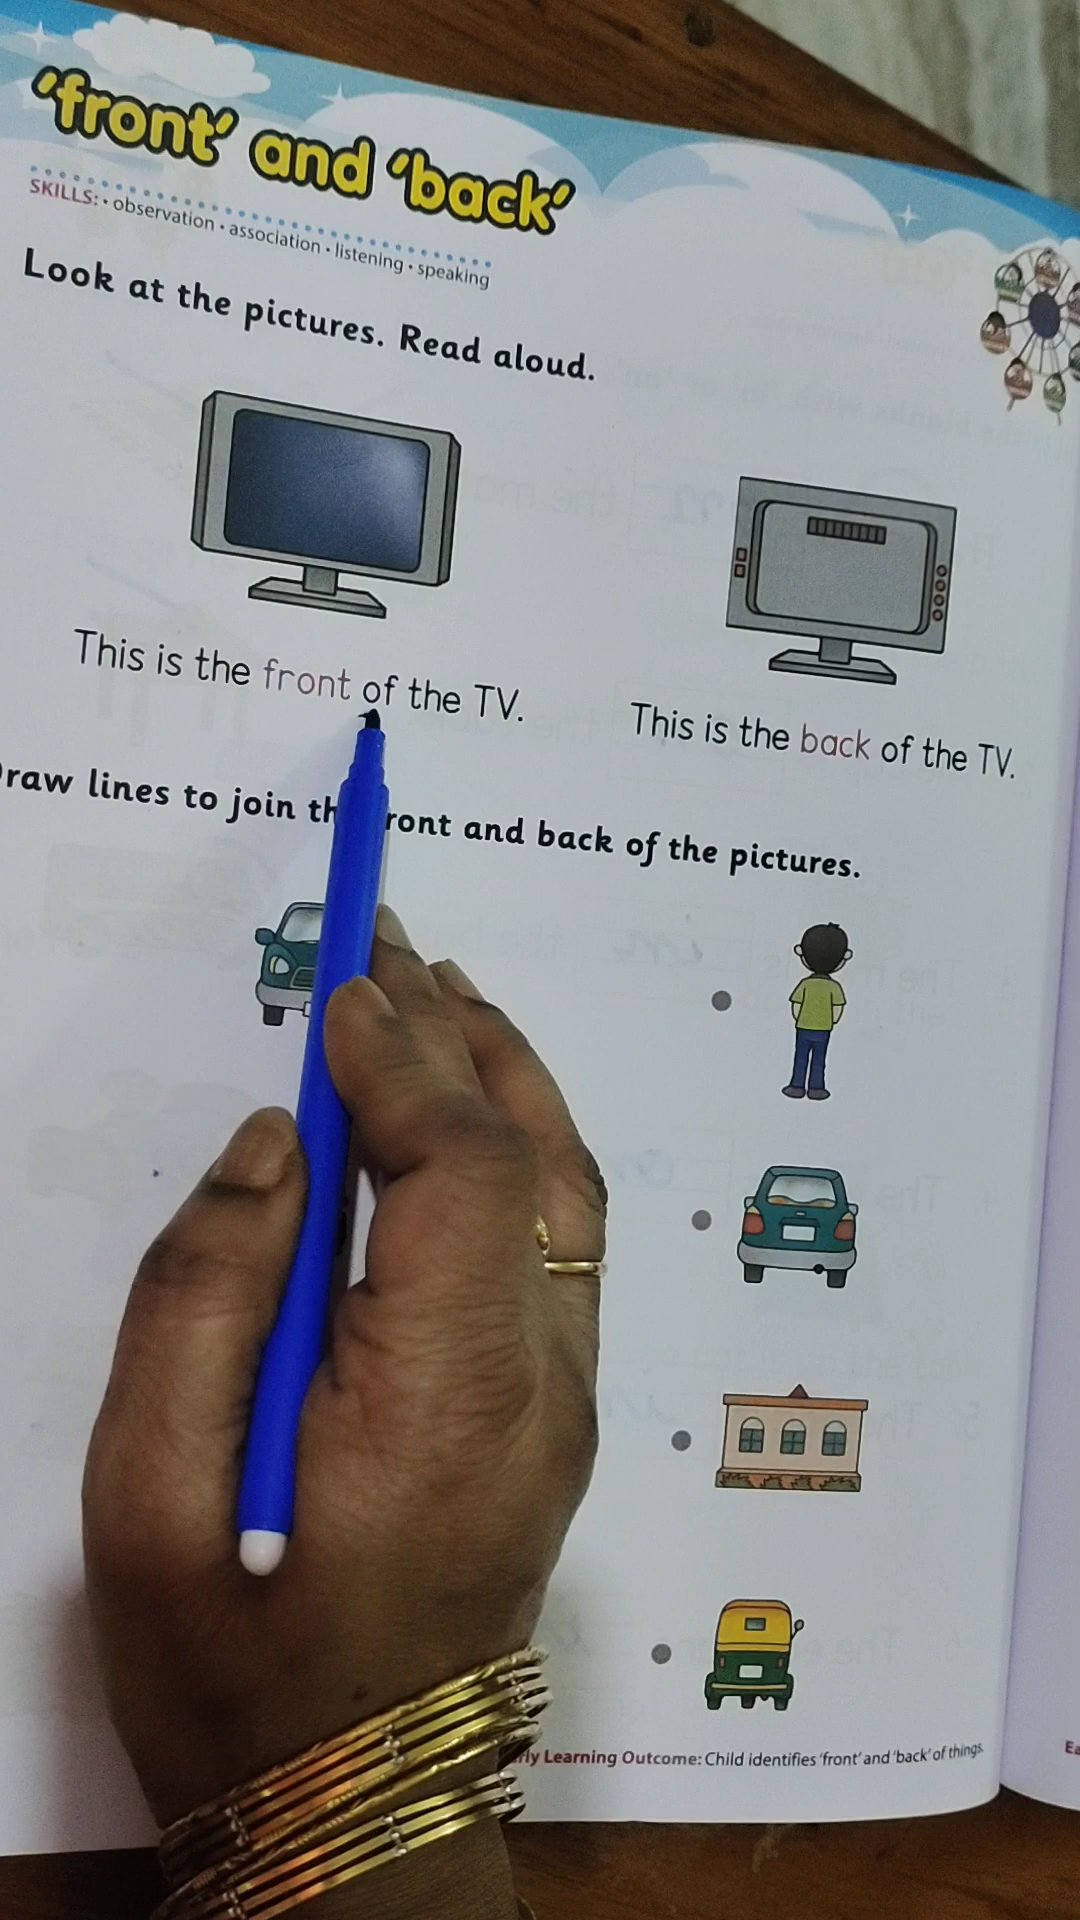 'front' and 'back'
SKILLS: • observation • association • listening • speaking
Look at the pictures. Read aloud.
This is the front of the TV.
This is the back of the TV.
raw lines to join th ront and back of the pictures.
rly Learning Outcome: Child identifies 'front' and 'back' of things.
Ea